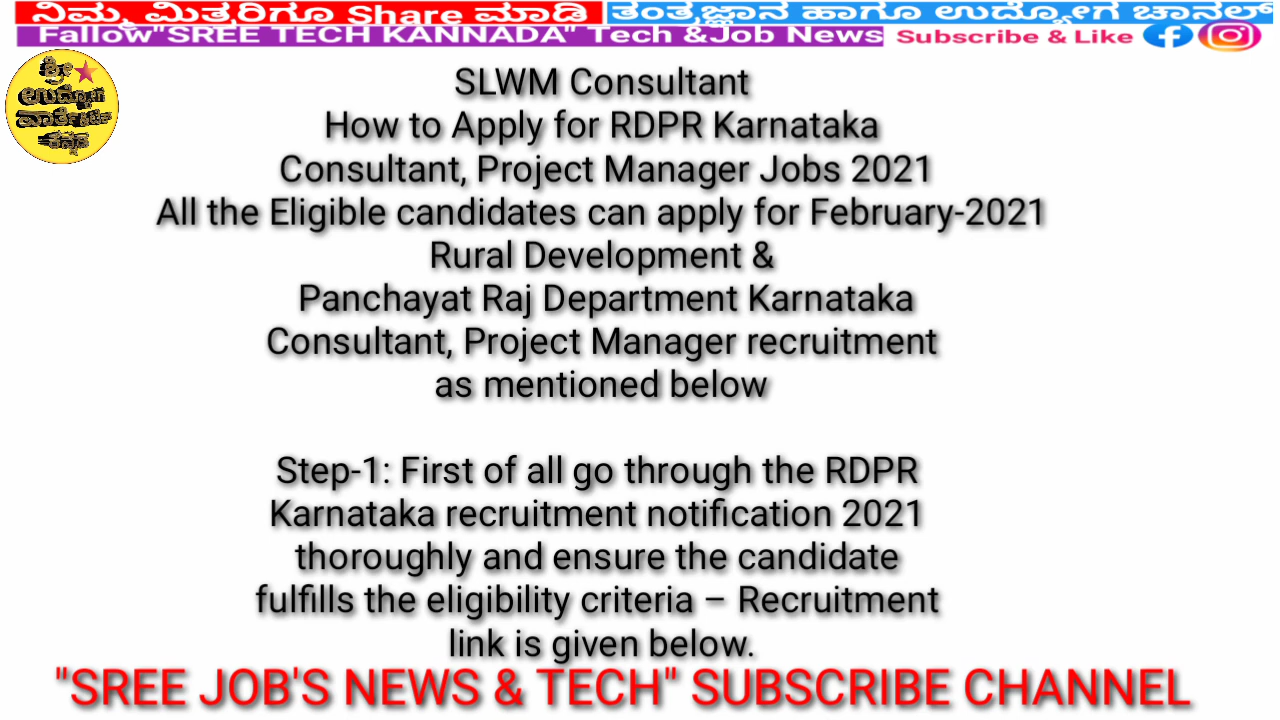 ನಿಮ್ಮ ಮಿತ್ರರಿಗೂ Share ಮಾಡಿ
ತಂತ್ರಜ್ಞಾನ ಹಾಗೂ ಉದ್ಯೋಗ ಚಾನಲ್
Fallow"SREE TECH KANNADA" Tech &Job News
Subscribe & Like
ಶ್ರೀ
ಉದ್ಯೋಗ
ಕನ್ನಡ
SLWM Consultant
How to Apply for RDPR Karnataka
Consultant, Project Manager Jobs 2021
All the Eligible candidates can apply for February-2021
Rural Development &
Panchayat Raj Department Karnataka
Consultant, Project Manager recruitment
as mentioned below
Step-1: First of all go through the RDPR
Karnataka recruitment notification 2021
thoroughly and ensure the candidate
fulfills the eligibility criteria – Recruitment
link is given below.
"SREE JOB'S NEWS & TECH" SUBSCRIBE CHANNEL